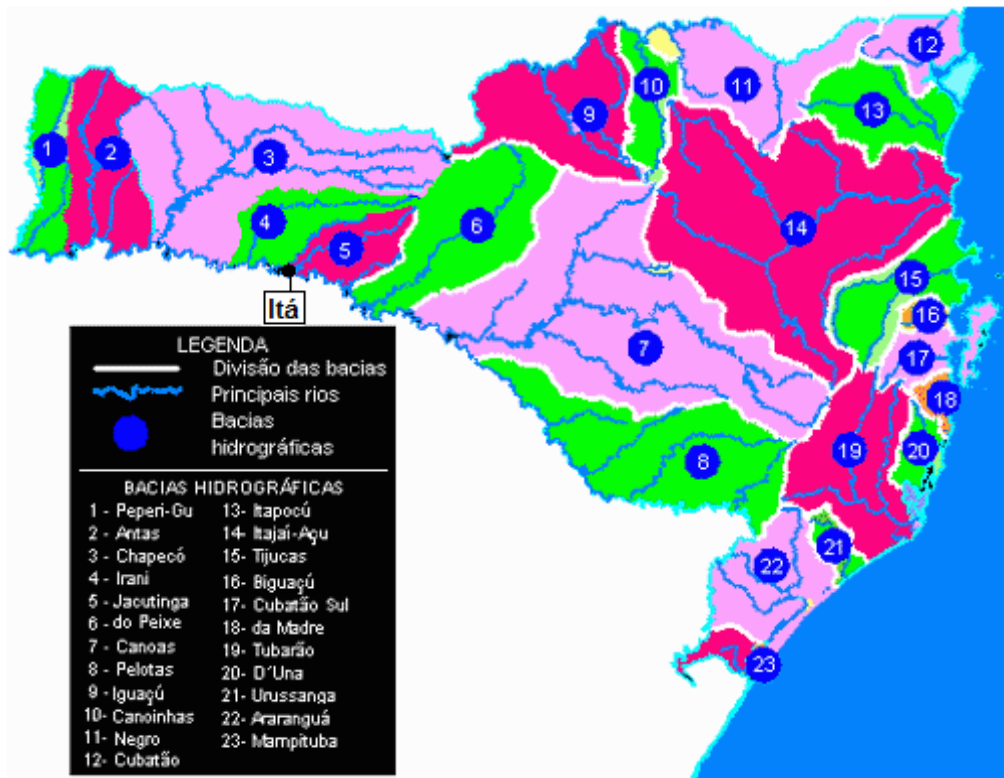 12
10
11
9
13
1
2
3
4
6
14
5
15
Itá
16
7
17
18
8
19
20
21
22
23
LEGENDA
Divisão das bacias
Principais rios
Bacias
hidrográficas
BACIAS HIDROGRÁFICAS
1 - Peperi-Gu
2 - Antas
3 - Chapecó
4 - Irani
5 - Jacutinga
6 - do Peixe
7 - Canoas
8 - Pelotas
9 - Iguaçú
10- Canoinhas
11- Negro
12- Cubatão
13- Itapocú
14- Itajaí-Açu
15- Tijucas
16- Biguaçú
17- Cubatão Sul
18- da Madre
19- Tubarão
20- D'Una
21- Urussanga
22- Araranguá
23- Mampituba